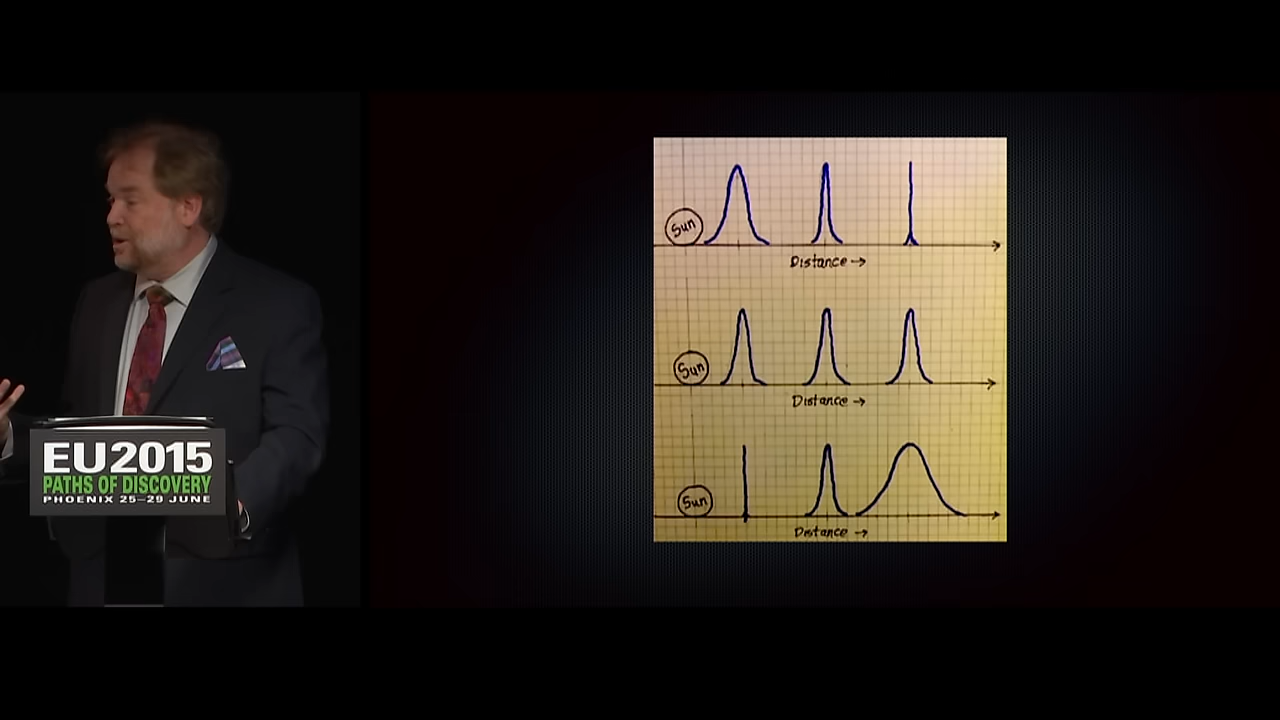 EU2015
PATHS OF DISCOVERY
PHOENIX 25–29 JUNE
Sun
Distance →
Sun
Distance →
Sun
Distance →